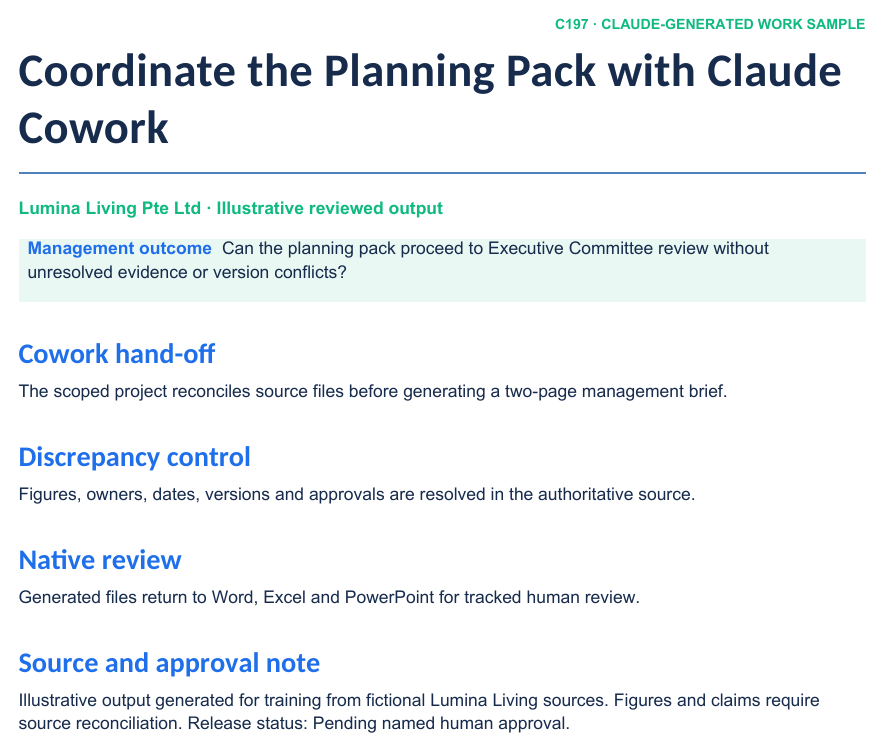 C197 · CLAUDE-GENERATED WORK SAMPLE
Coordinate the Planning Pack with Claude
Cowork
Lumina Living Pte Ltd · Illustrative reviewed output
Management outcome  Can the planning pack proceed to Executive Committee review without
unresolved evidence or version conflicts?
Cowork hand-off
The scoped project reconciles source files before generating a two-page management brief.
Discrepancy control
Figures, owners, dates, versions and approvals are resolved in the authoritative source.
Native review
Generated files return to Word, Excel and PowerPoint for tracked human review.
Source and approval note
Illustrative output generated for training from fictional Lumina Living sources. Figures and claims require
source reconciliation. Release status: Pending named human approval.